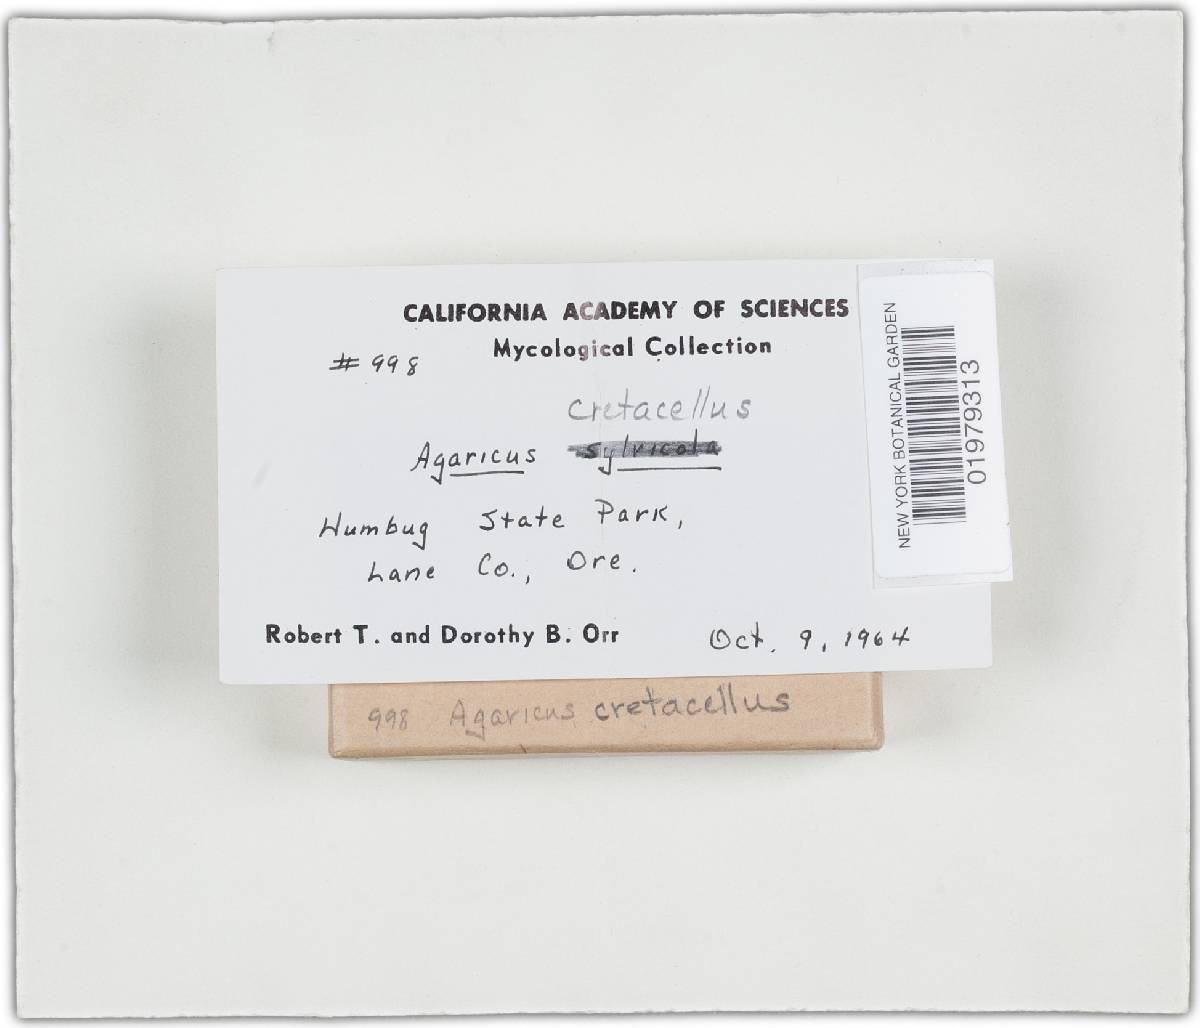 CALIFORNIA ACADEMY OF SCIENCES
Mycological Collection
# 998
cretacellus
Agaricus sylvicola
Humbug State Park,
Lane Co., Ore.
Robert T. and Dorothy B. Orr
Oct. 9, 1964
NEW YORK BOTANICAL GARDEN
01979313
998 Agaricus cretacellus